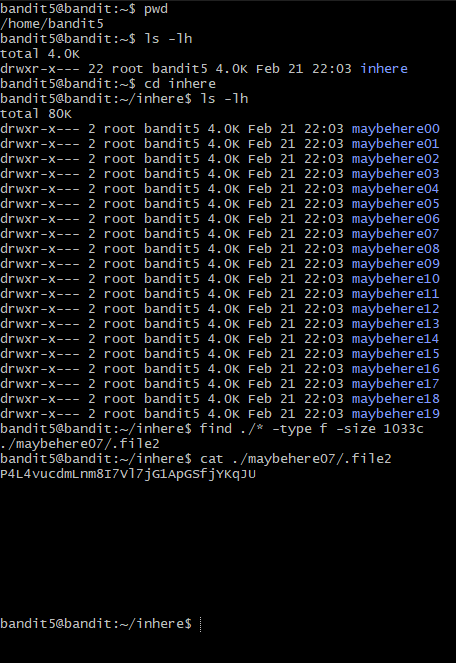 bandit5@bandit:~$ pwd
/home/bandit5
bandit5@bandit:~$ ls -lh
total 4.0K
drwxr-x--- 22 root bandit5 4.0K Feb 21 22:03 inhere
bandit5@bandit:~$ cd inhere
bandit5@bandit:~/inhere$ ls -lh
total 80K
drwxr-x--- 2 root bandit5 4.0K Feb 21 22:03 maybehere00
drwxr-x--- 2 root bandit5 4.0K Feb 21 22:03 maybehere01
drwxr-x--- 2 root bandit5 4.0K Feb 21 22:03 maybehere02
drwxr-x--- 2 root bandit5 4.0K Feb 21 22:03 maybehere03
drwxr-x--- 2 root bandit5 4.0K Feb 21 22:03 maybehere04
drwxr-x--- 2 root bandit5 4.0K Feb 21 22:03 maybehere05
drwxr-x--- 2 root bandit5 4.0K Feb 21 22:03 maybehere06
drwxr-x--- 2 root bandit5 4.0K Feb 21 22:03 maybehere07
drwxr-x--- 2 root bandit5 4.0K Feb 21 22:03 maybehere08
drwxr-x--- 2 root bandit5 4.0K Feb 21 22:03 maybehere09
drwxr-x--- 2 root bandit5 4.0K Feb 21 22:03 maybehere10
drwxr-x--- 2 root bandit5 4.0K Feb 21 22:03 maybehere11
drwxr-x--- 2 root bandit5 4.0K Feb 21 22:03 maybehere12
drwxr-x--- 2 root bandit5 4.0K Feb 21 22:03 maybehere13
drwxr-x--- 2 root bandit5 4.0K Feb 21 22:03 maybehere14
drwxr-x--- 2 root bandit5 4.0K Feb 21 22:03 maybehere15
drwxr-x--- 2 root bandit5 4.0K Feb 21 22:03 maybehere16
drwxr-x--- 2 root bandit5 4.0K Feb 21 22:03 maybehere17
drwxr-x--- 2 root bandit5 4.0K Feb 21 22:03 maybehere18
drwxr-x--- 2 root bandit5 4.0K Feb 21 22:03 maybehere19
bandit5@bandit:~/inhere$ find ./* -type f -size 1033c
./maybehere07/.file2
bandit5@bandit:~/inhere$ cat ./maybehere07/.file2
P4L4vucdmLnm8I7Vl7jG1ApGSfjYKqJU
bandit5@bandit:~/inhere$